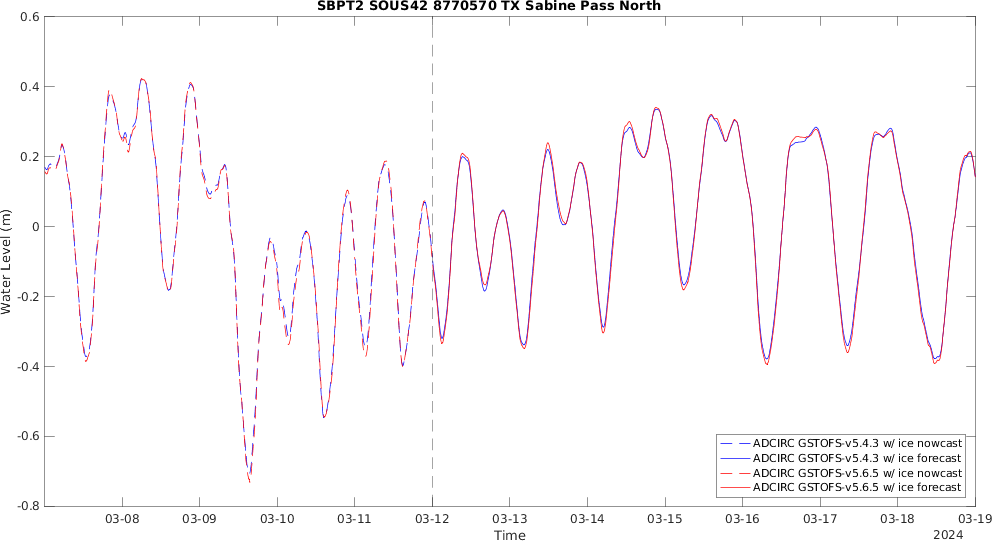 SBPT2 SOUS42 8770570 TX Sabine Pass North
0.6
0.4
0.2
0
-0.2
-0.4
-0.6
-0.8
Water Level (m)
ADCIRC GSTOFS-v5.4.3 w/ ice nowcast
ADCIRC GSTOFS-v5.4.3 w/ ice forecast
ADCIRC GSTOFS-v5.6.5 w/ ice nowcast
ADCIRC GSTOFS-v5.6.5 w/ ice forecast
03-08 03-09 03-10 03-11 03-12 03-13 03-14 03-15 03-16 03-17 03-18 03-19
Time
2024